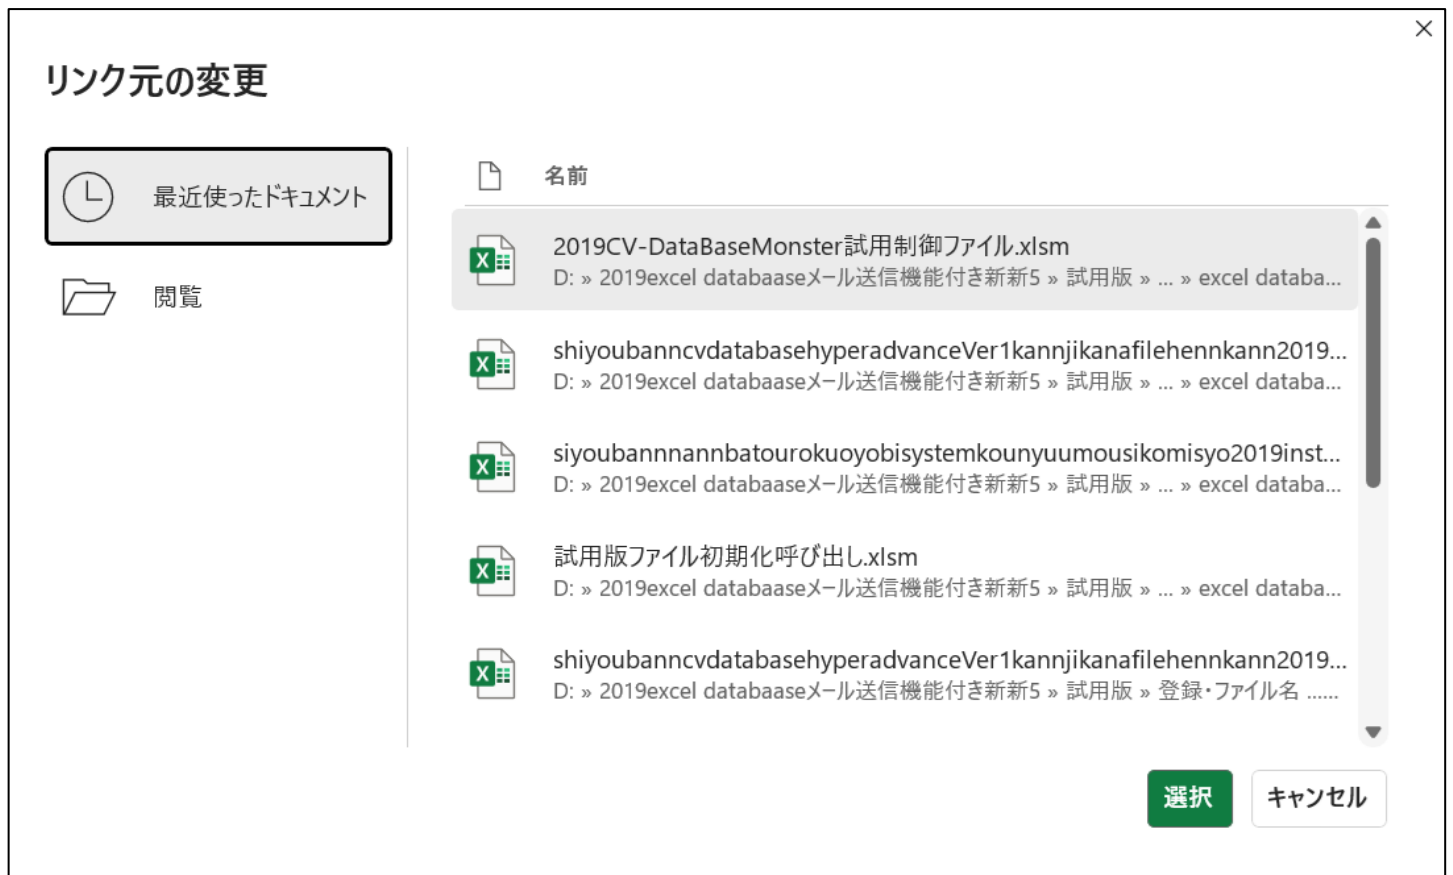 リンク元の変更
最近使ったドキュメント
閲覧
名前
2019CV-DataBaseMonster試用制御ファイル.xlsm
D: » 2019excel databaaseメール送信機能付き新新5 » 試用版 » ... » excel databa...
shiyoubanncvdatabasehyperadvanceVer1kannjikanafilehennkann2019...
D: » 2019excel databaaseメール送信機能付き新新5 » 試用版 » ... » excel databa...
siyoubannnannbatourokuoyobisystemkounyuumousikomisyo2019inst...
D: » 2019excel databaaseメール送信機能付き新新5 » 試用版 » ... » excel databa...
試用版ファイル初期化呼び出し.xlsm
D: » 2019excel databaaseメール送信機能付き新新5 » 試用版 » ... » excel databa...
shiyoubanncvdatabasehyperadvanceVer1kannjikanafilehennkann2019...
D: » 2019excel databaaseメール送信機能付き新新5 » 試用版 » 登録・ファイル名 ......
選択
キャンセル